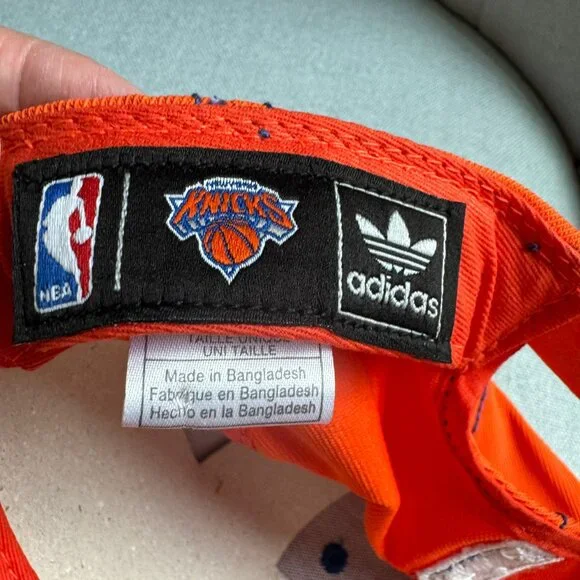 NBA
KNICKS
adidas
TAILLE UNIQUE
UNI TAILLE
Made in Bangladesh
Fabriqué en Bangladesh
Hecho en la Bangladesh